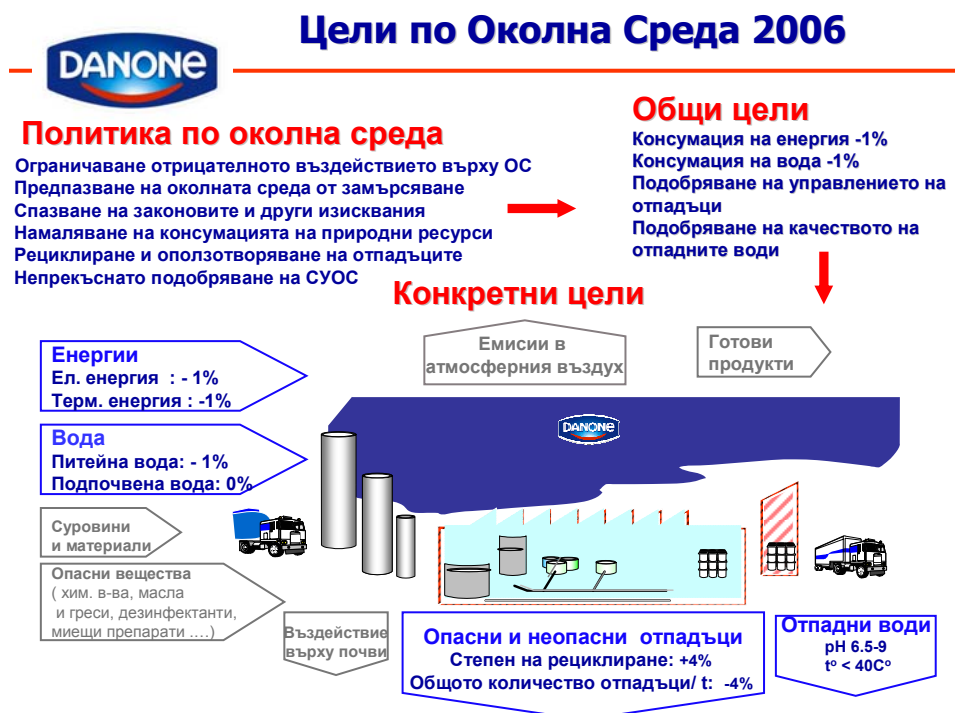 Цели по Околна Среда 2006
DANONE
Политика по околна среда
Ограничаване отрицателното въздействието върху ОС
Предпазване на околната среда от замърсяване
Спазване на законовите и други изисквания
Намаляване на консумацията на природни ресурси
Рециклиране и оползотворяване на отпадъците
Непрекъснато подобряване на СУОС
Общи цели
Консумация на енергия -1%
Консумация на вода -1%
Подобряване на управлението на
отпадъци
Подобряване на качеството на
отпадните води
Конкретни цели
Енергии
Ел. енергия : - 1%
Терм. енергия : -1%
Емисии в
атмосферния въздух
Готови
продукти
DANONE
Вода
Питейна вода: - 1%
Подпочвена вода: 0%
Суровини
и материали
Опасни вещества
( хим. в-ва, масла
и греси, дезинфектанти,
миещи препарати ....)
Въздействие
върху почви
Опасни и неопасни отпадъци
Степен на рециклиране: +4%
Общото количество отпадъци/ t: -4%
Отпадни води
pH 6.5-9
tº < 40Cº